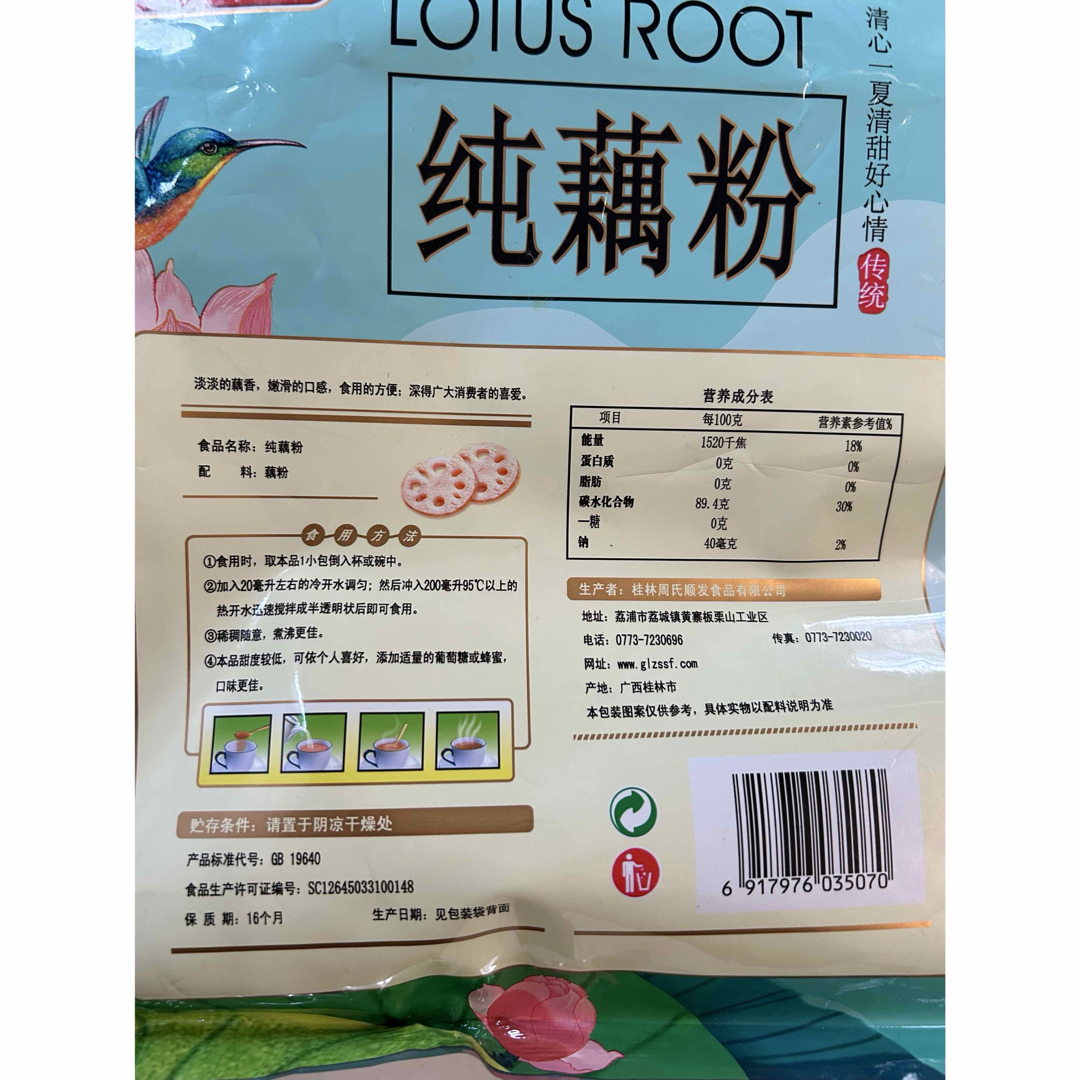 LOTUS ROOT
纯藕粉
清心一夏清甜好心情
传统
淡淡的藕香，嫩滑的口感，食用的方便；深得广大消费者的喜爱。
食品名称：纯藕粉
配 料：藕粉
食用方法
①食用时，取本品1小包倒入杯或碗中。
②加入20毫升左右的冷开水调匀；然后冲入200毫升95℃以上的
热开水迅速搅拌成半透明状后即可食用。
③稀稠随意，煮沸更佳。
④本品甜度较低，可依个人喜好，添加适量的葡萄糖或蜂蜜，
口味更佳。
贮存条件：请置于阴凉干燥处
产品标准代号：GB 19640
食品生产许可证编号：SC12645033100148
保 质 期：16个月 生产日期：见包装袋背面
营养成分表
项目 每100克 营养素参考值%
能量 1520千焦 18%
蛋白质 0克 0%
脂肪 0克 0%
碳水化合物 89.4克 30%
—糖 0克
钠 40毫克 2%
生产者：桂林周氏顺发食品有限公司
地址：荔浦市荔城镇黄寨板栗山工业区
电话：0773-7230696 传真：0773-7230020
网址：www.glzssf.com
产地：广西桂林市
本包装图案仅供参考，具体实物以配料说明为准
6 917976 035070